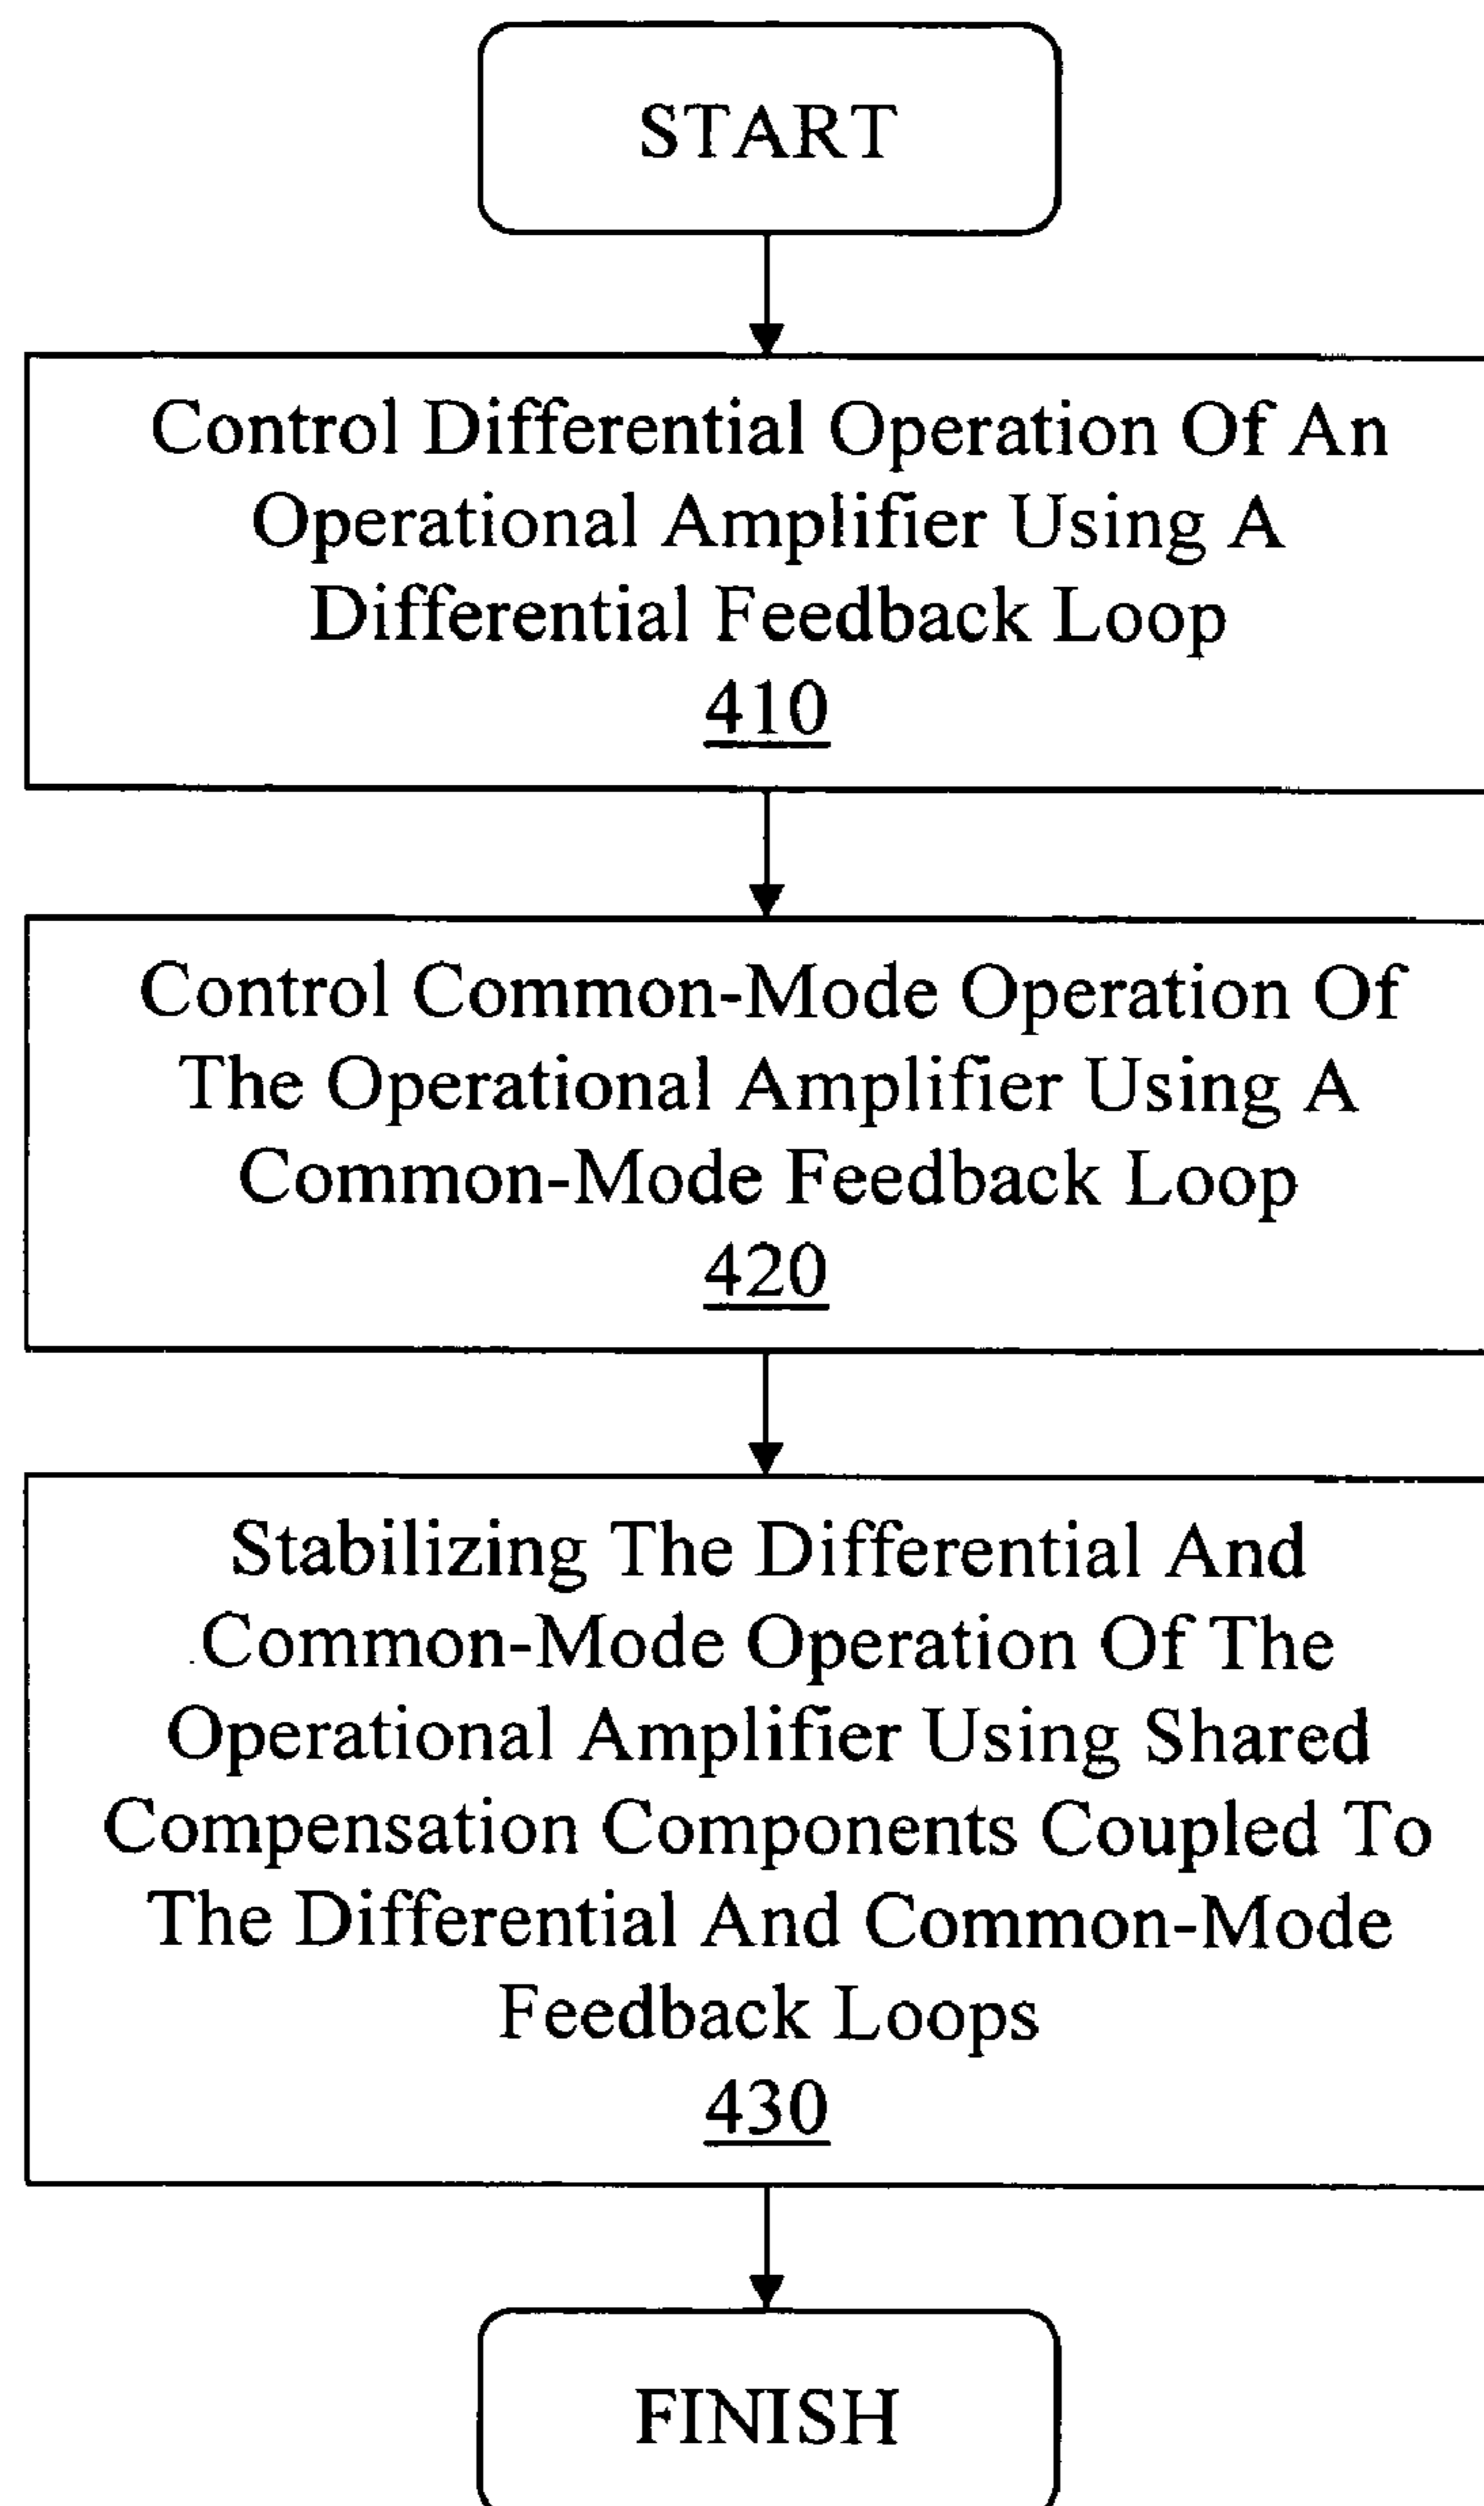 START
Control Differential Operation Of An
Operational Amplifier Using A
Differential Feedback Loop
410
Control Common-Mode Operation Of
The Operational Amplifier Using A
Common-Mode Feedback Loop
420
Stabilizing The Differential And
Common-Mode Operation Of The
Operational Amplifier Using Shared
Compensation Components Coupled To
The Differential And Common-Mode
Feedback Loops
430
FINISH